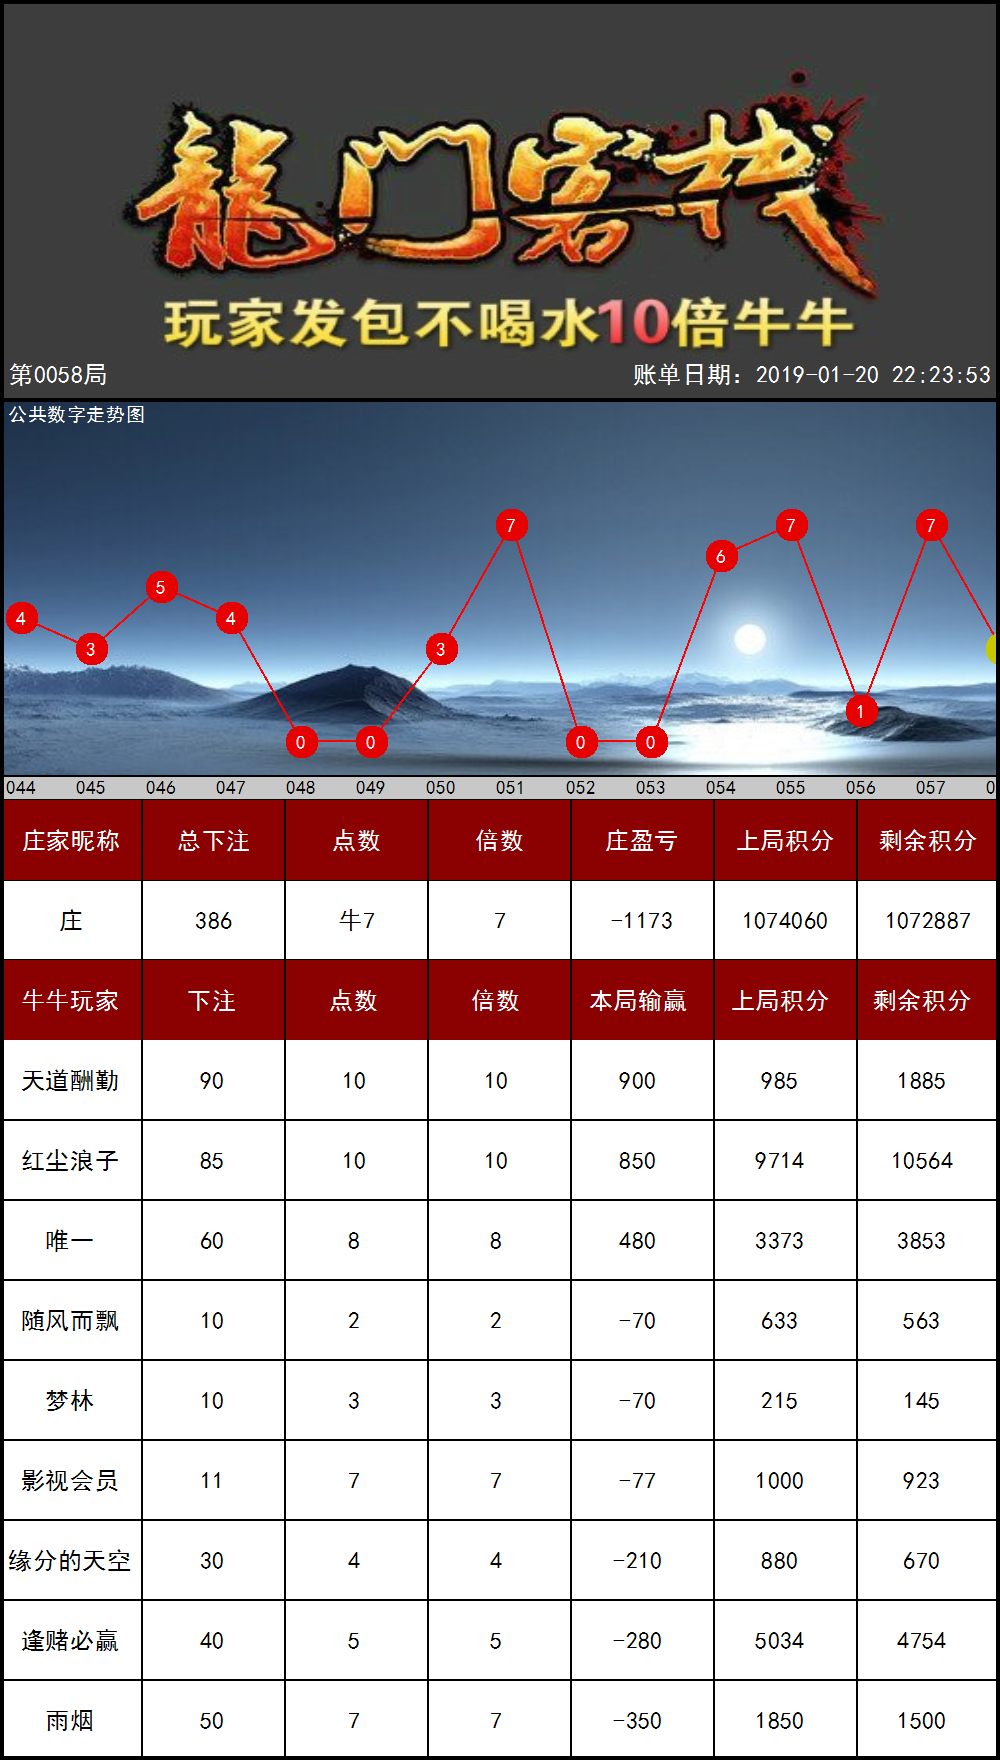 龍门客栈
玩家发包不喝水10倍牛牛
第0058局 账单日期：2019-01-20 22:23:53
公共数字走势图
7 7 7
6
5
4 4
3 3
1
0 0 0 0
044 045 046 047 048 049 050 051 052 053 054 055 056 057 0
庄家昵称 总下注 点数 倍数 庄盈亏 上局积分 剩余积分
庄 386 牛7 7 -1173 1074060 1072887
牛牛玩家 下注 点数 倍数 本局输赢 上局积分 剩余积分
天道酬勤 90 10 10 900 985 1885
红尘浪子 85 10 10 850 9714 10564
唯一 60 8 8 480 3373 3853
随风而飘 10 2 2 -70 633 563
梦林 10 3 3 -70 215 145
影视会员 11 7 7 -77 1000 923
缘分的天空 30 4 4 -210 880 670
逢赌必赢 40 5 5 -280 5034 4754
雨烟 50 7 7 -350 1850 1500